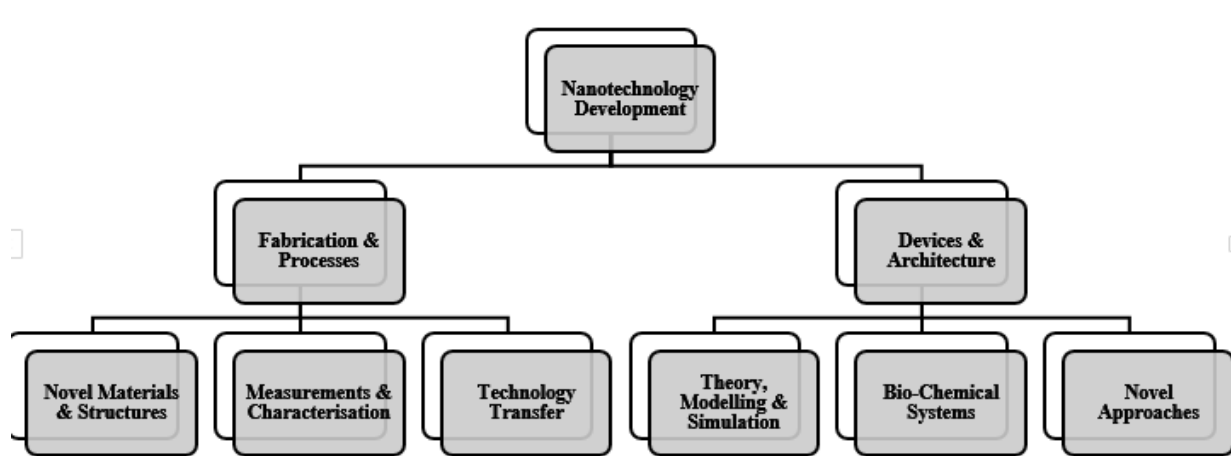 Nanotechnology
Development
Fabrication &
Processes
Devices &
Architecture
Novel Materials
& Structures
Measurements &
Characterisation
Technology
Transfer
Theory,
Modelling &
Simulation
Bio-Chemical
Systems
Novel
Approaches